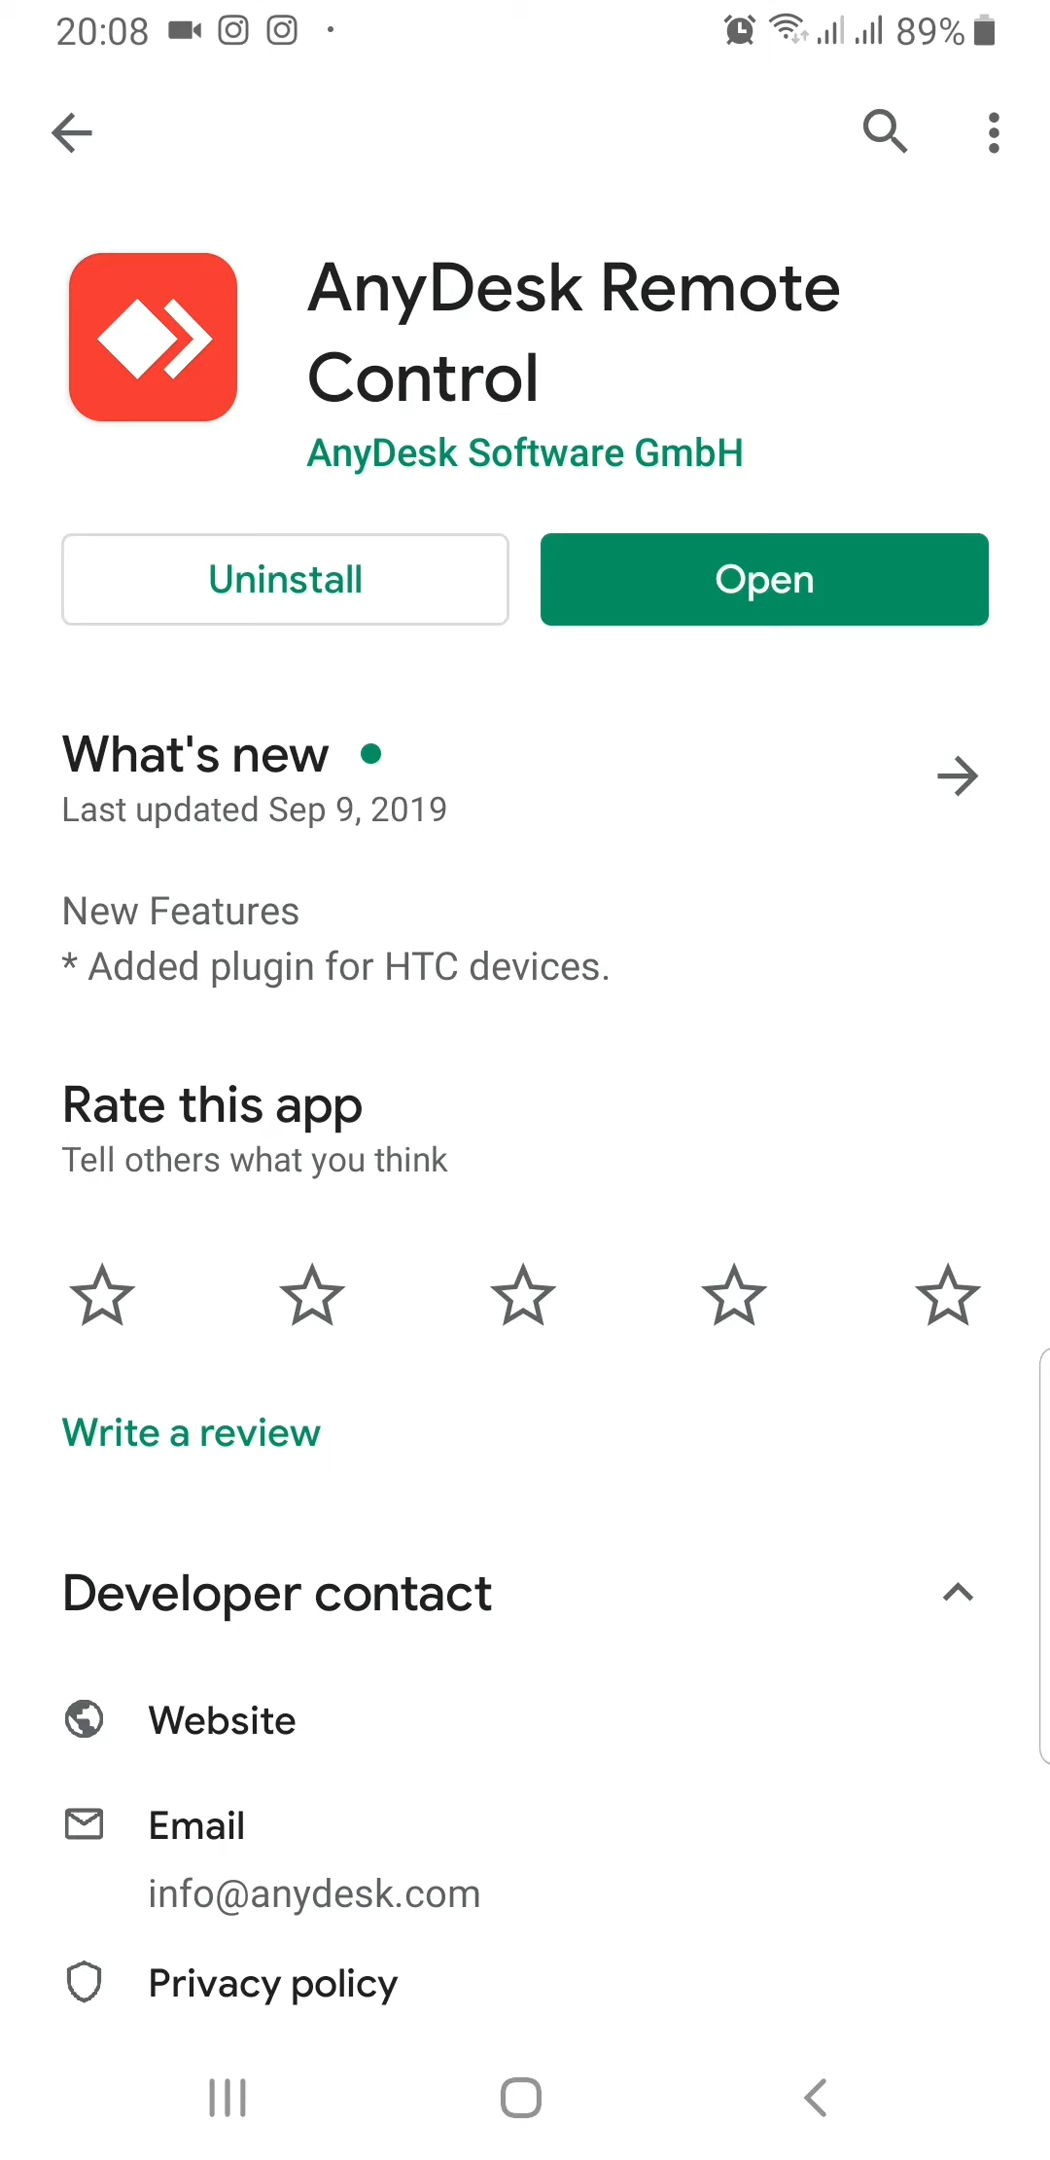 20:08
89%
AnyDesk Remote
Control
AnyDesk Software GmbH
Uninstall
Open
What's new
Last updated Sep 9, 2019
New Features
* Added plugin for HTC devices.
Rate this app
Tell others what you think
Write a review
Developer contact
Website
Email
info@anydesk.com
Privacy policy